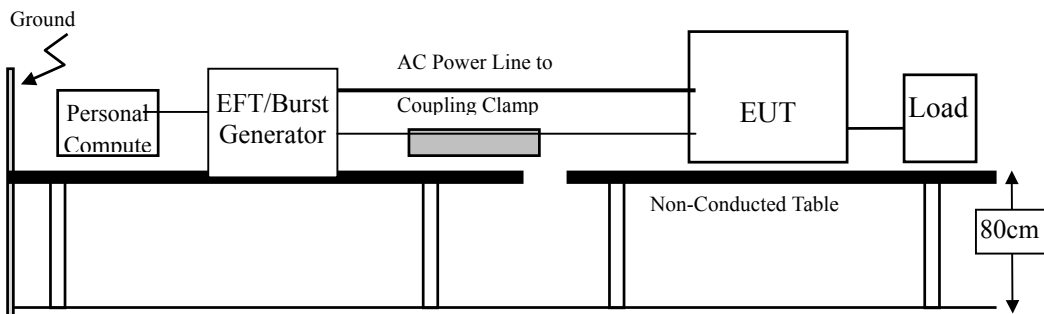 Ground
AC Power Line to
Coupling Clamp
Personal
Compute
EFT/Burst
Generator
EUT
Load
Non-Conducted Table
80cm